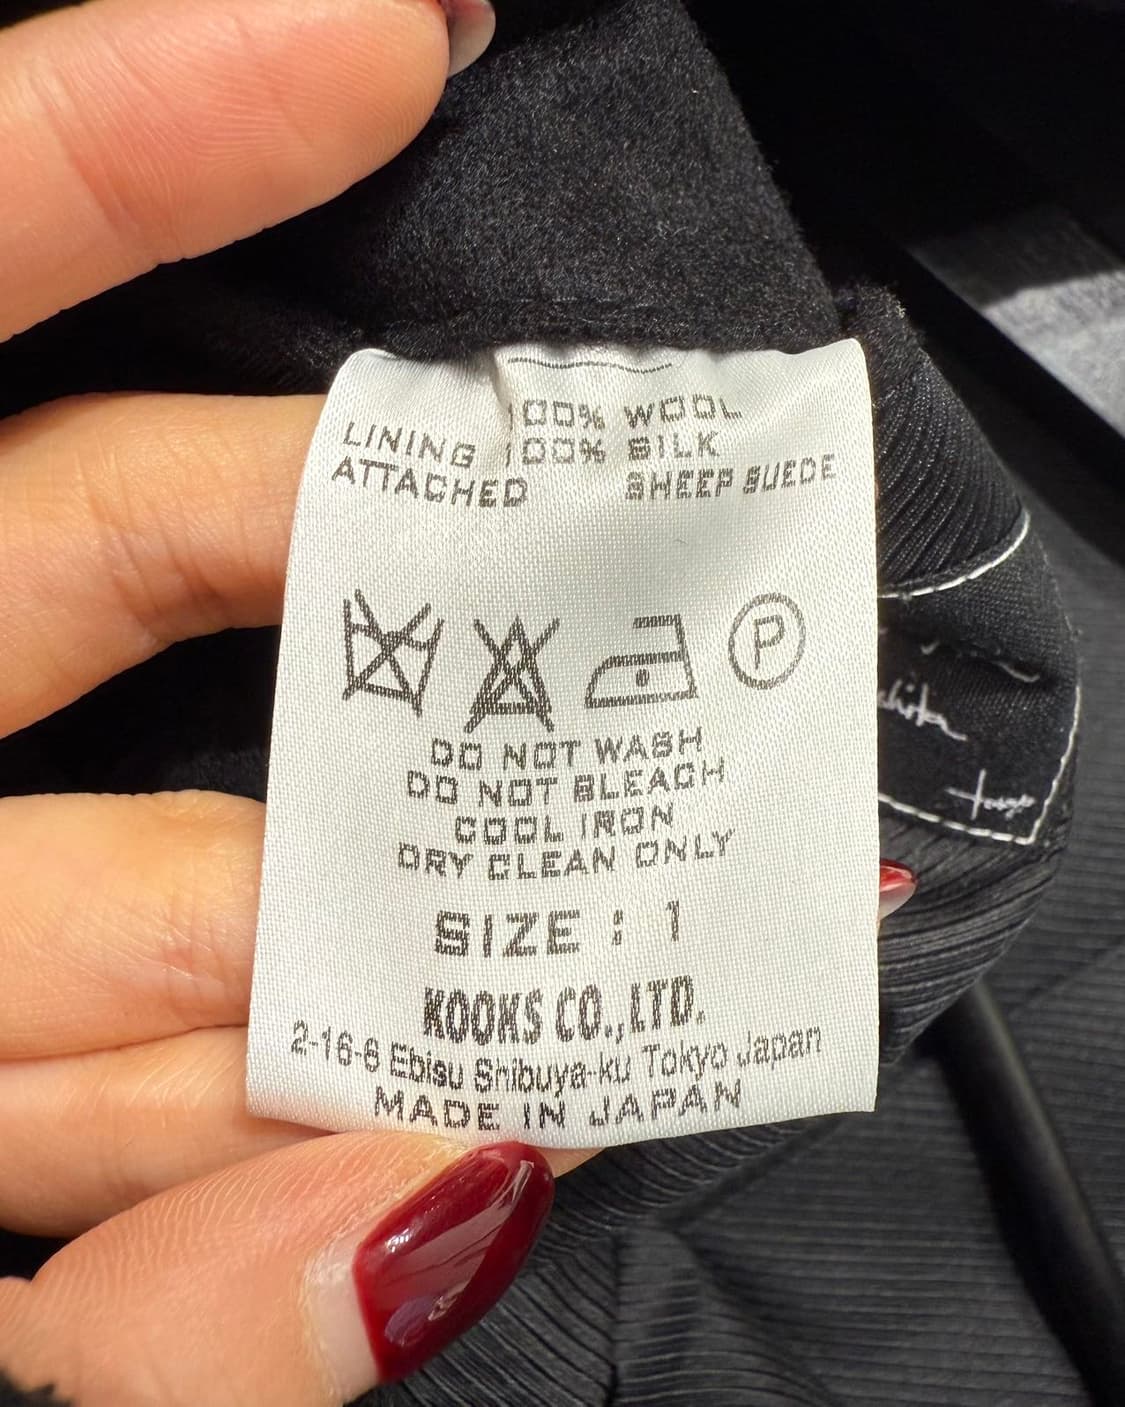 100% WOOL
LINING 100% SILK
ATTACHED SHEEP SUEDE
P
DO NOT WASH
DO NOT BLEACH
COOL IRON
DRY CLEAN ONLY
SIZE : 1
KOOKS CO.,LTD.
2-16-6 Ebisu Shibuya-ku Tokyo Japan
MADE IN JAPAN